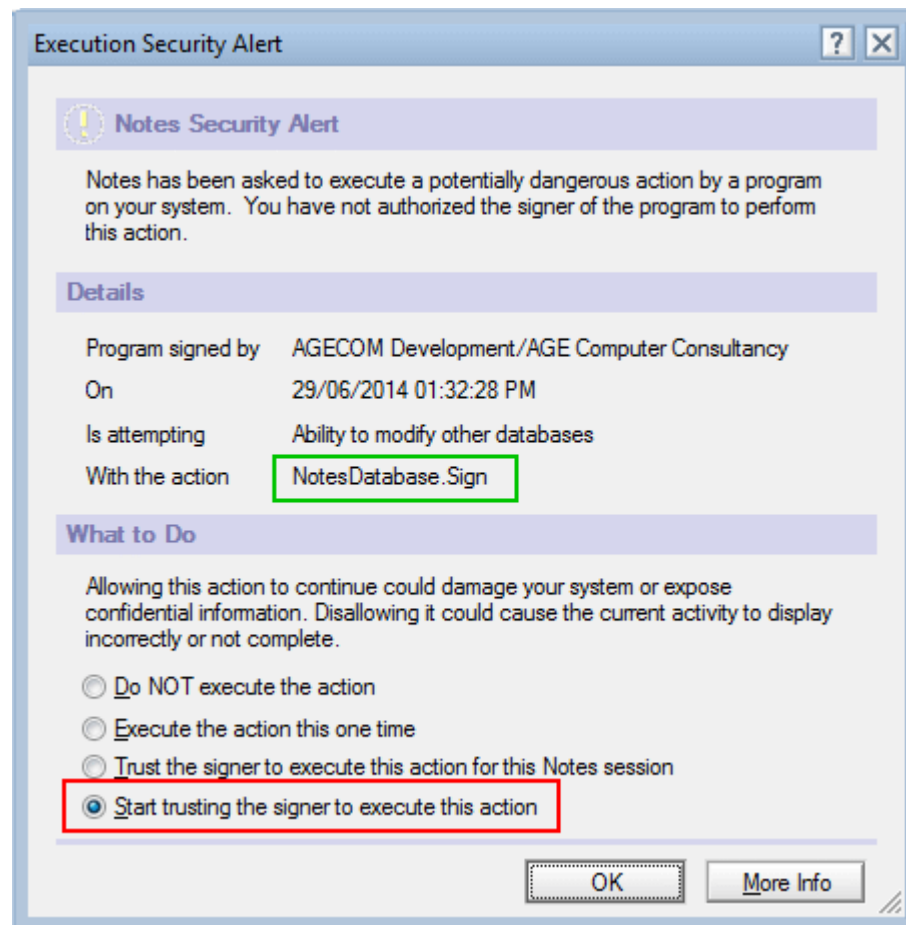 Execution Security Alert
Notes Security Alert
Notes has been asked to execute a potentially dangerous action by a program
on your system.  You have not authorized the signer of the program to perform
this action.
Details
Program signed by AGECOM Development/AGE Computer Consultancy
On 29/06/2014 01:32:28 PM
Is attempting Ability to modify other databases
With the action NotesDatabase.Sign
What to Do
Allowing this action to continue could damage your system or expose
confidential information. Disallowing it could cause the current activity to display
incorrectly or not complete.
Do NOT execute the action
Execute the action this one time
Trust the signer to execute this action for this Notes session
Start trusting the signer to execute this action
OK More Info